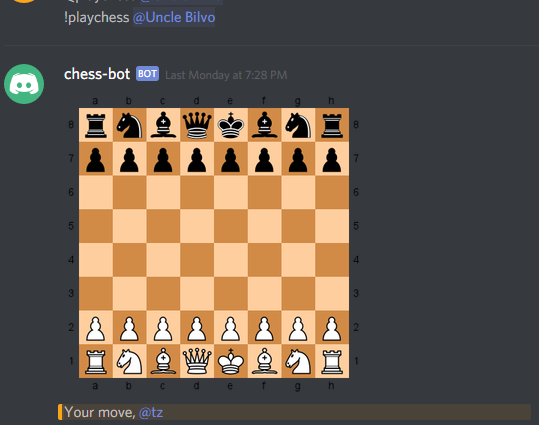 !playchess @Uncle Bilvo
chess-bot BOT Last Monday at 7:28 PM
a b c d e f g h
8 8
7 7
6 6
5 5
4 4
3 3
2 2
1 1
a b c d e f g h
Your move, @tz